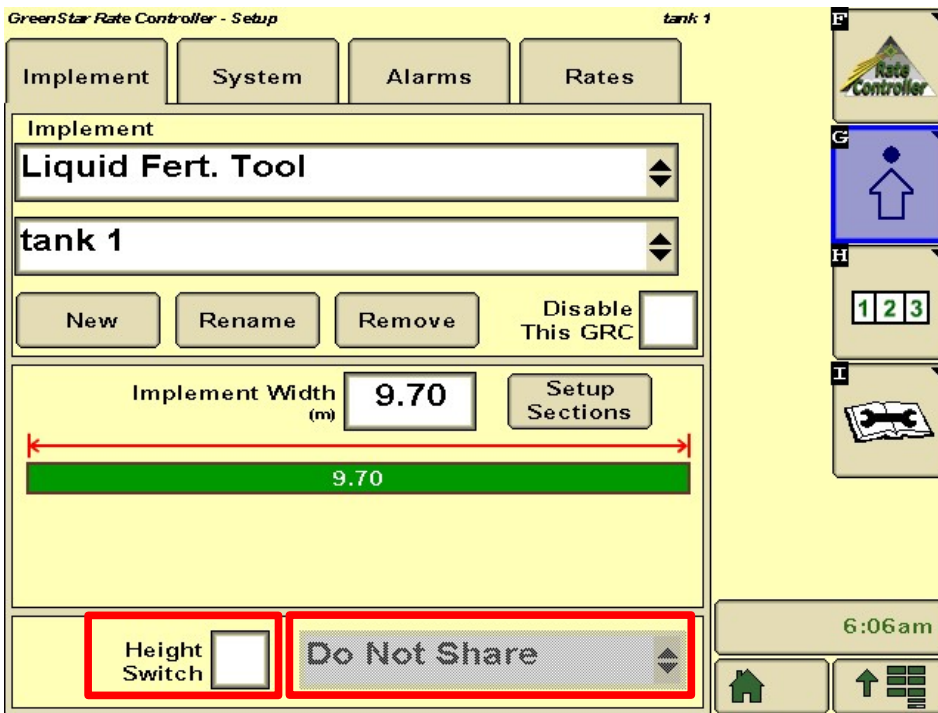 GreenStar Rate Controller - Setup
tank 1
Implement
System
Alarms
Rates
Implement
Liquid Fert. Tool
tank 1
New
Rename
Remove
Disable
This GRC
Implement Width
(m)
9.70
Setup
Sections
9.70
Height
Switch
Do Not Share
F
Rate
Controller
G
H
1 2 3
I
6:06am